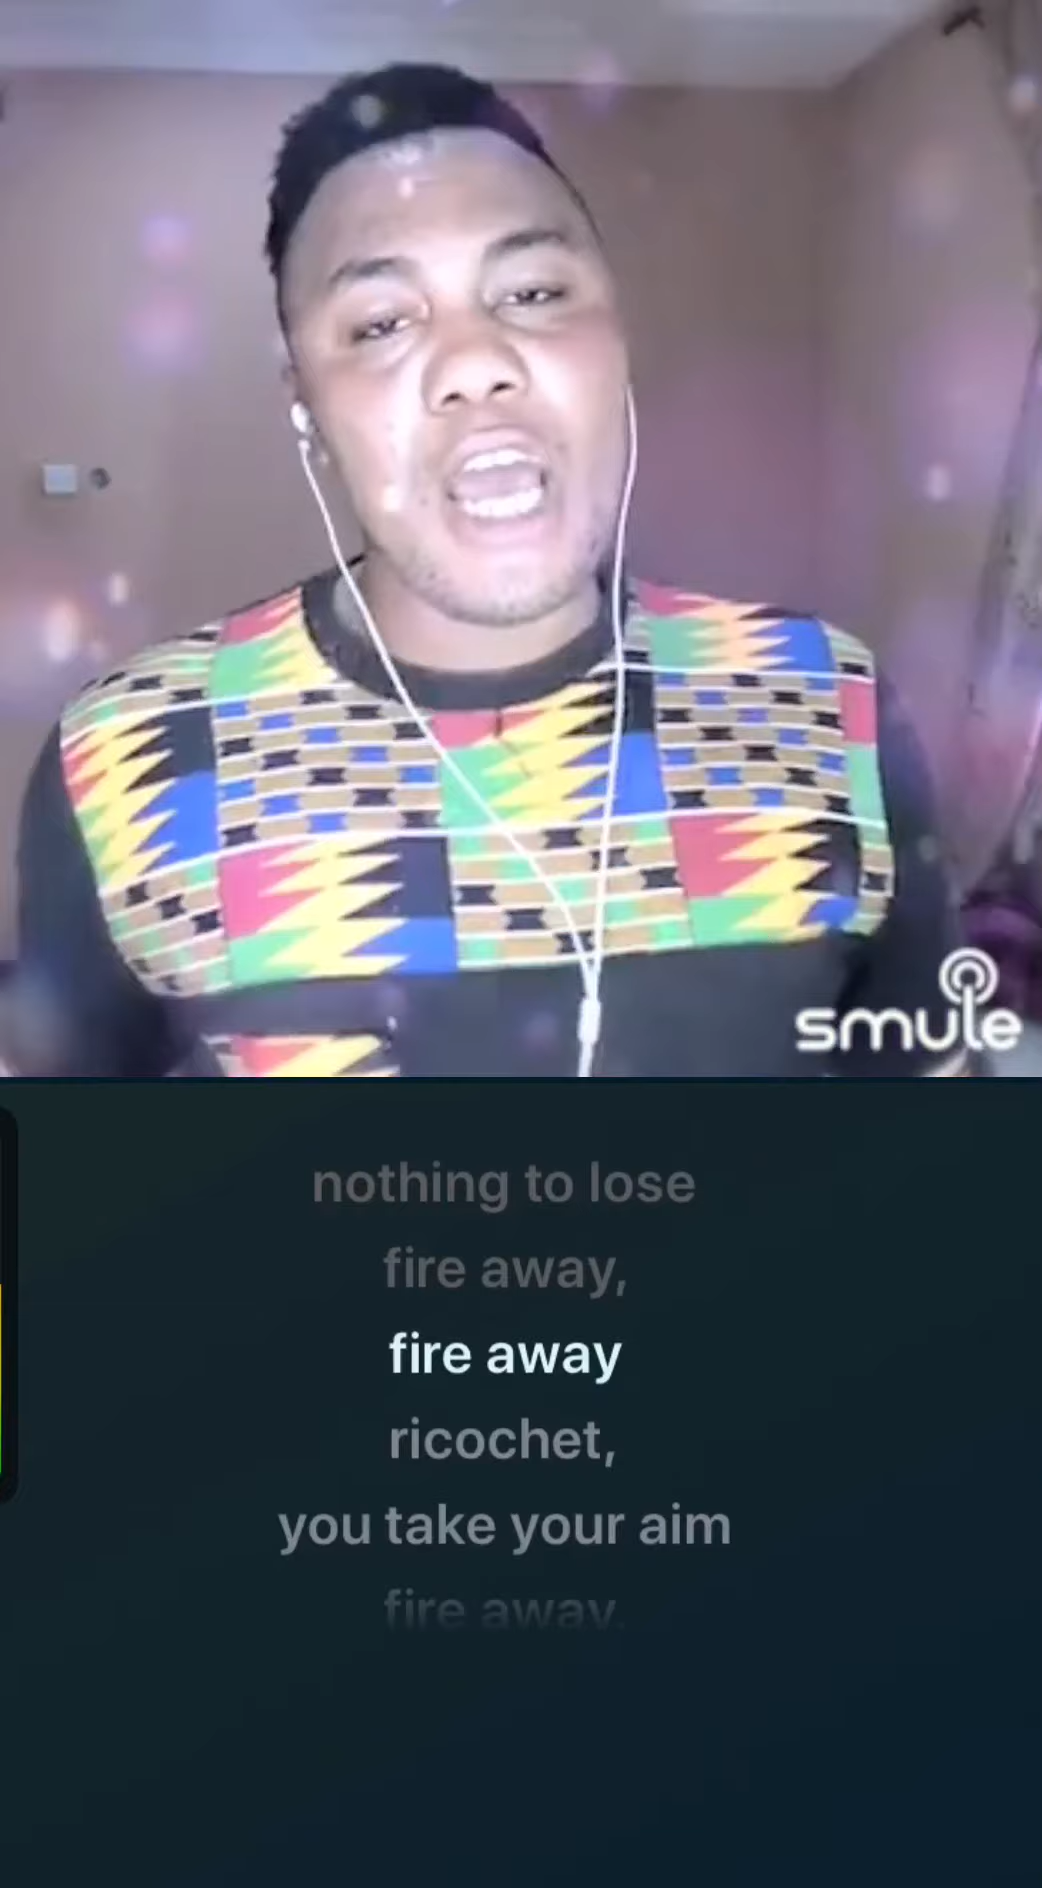 smule
nothing to lose
fire away,
fire away
ricochet,
you take your aim
fire away,